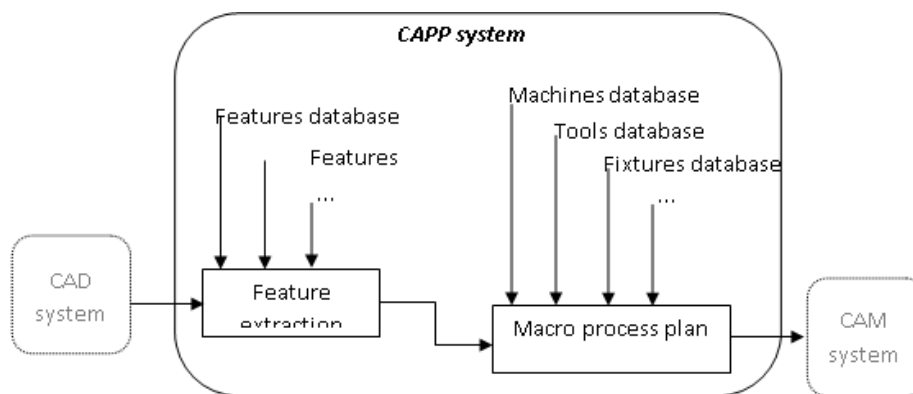 CAPP system
Machines database
Features database
Tools database
Features
Fixtures database
...
...
CAD
system
Feature
extraction
Macro process plan
CAM
system